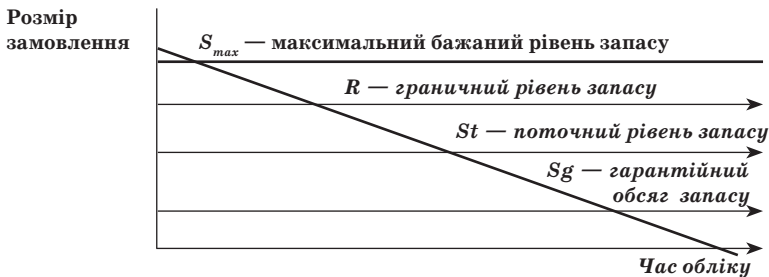 Розмір
замовлення
S_max — максимальний бажаний рівень запасу
R — граничний рівень запасу
St — поточний рівень запасу
Sg — гарантійний
обсяг запасу
Час обліку